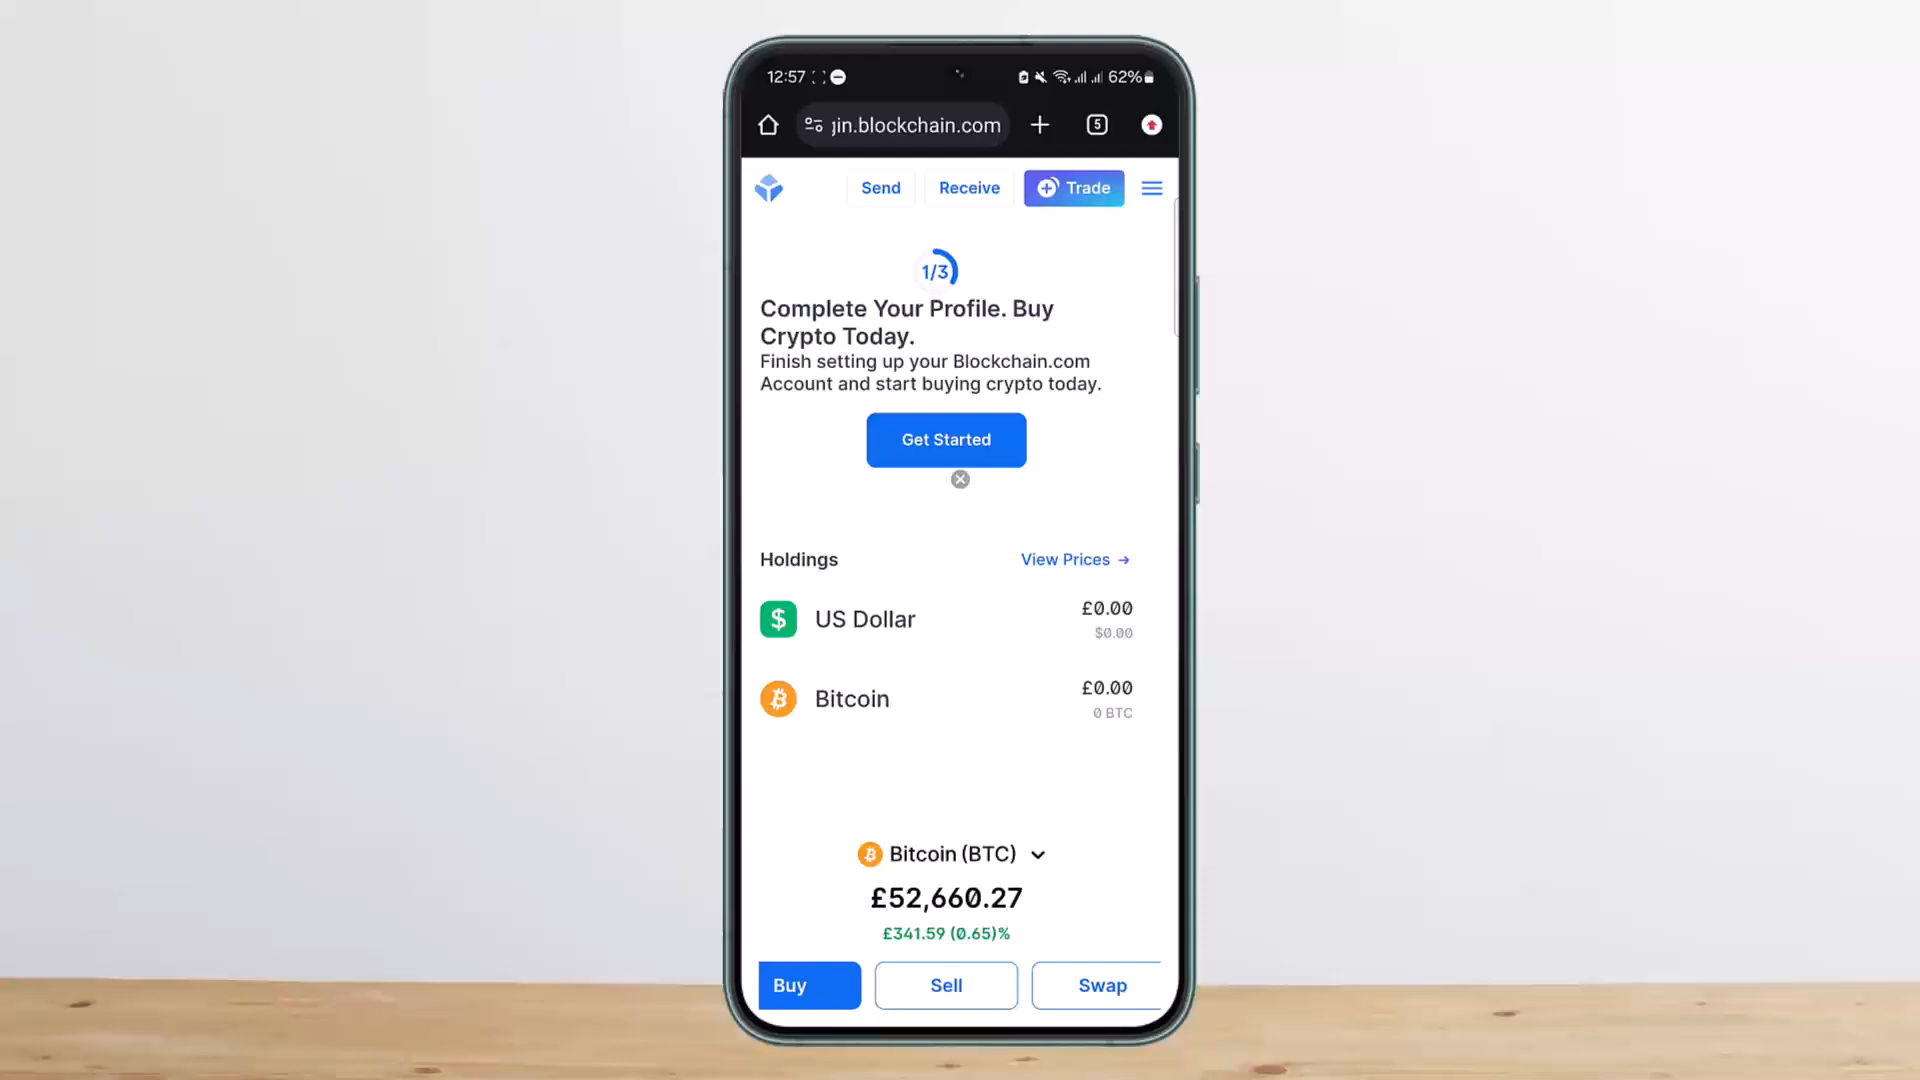 12:57 62%
gin.blockchain.com 5
Send Receive Trade
1/3
Complete Your Profile. Buy
Crypto Today.
Finish setting up your Blockchain.com
Account and start buying crypto today.
Get Started
Holdings View Prices →
US Dollar £0.00
$0.00
Bitcoin £0.00
0 BTC
Bitcoin (BTC)
£52,660.27
£341.59 (0.65)%
Buy Sell Swap